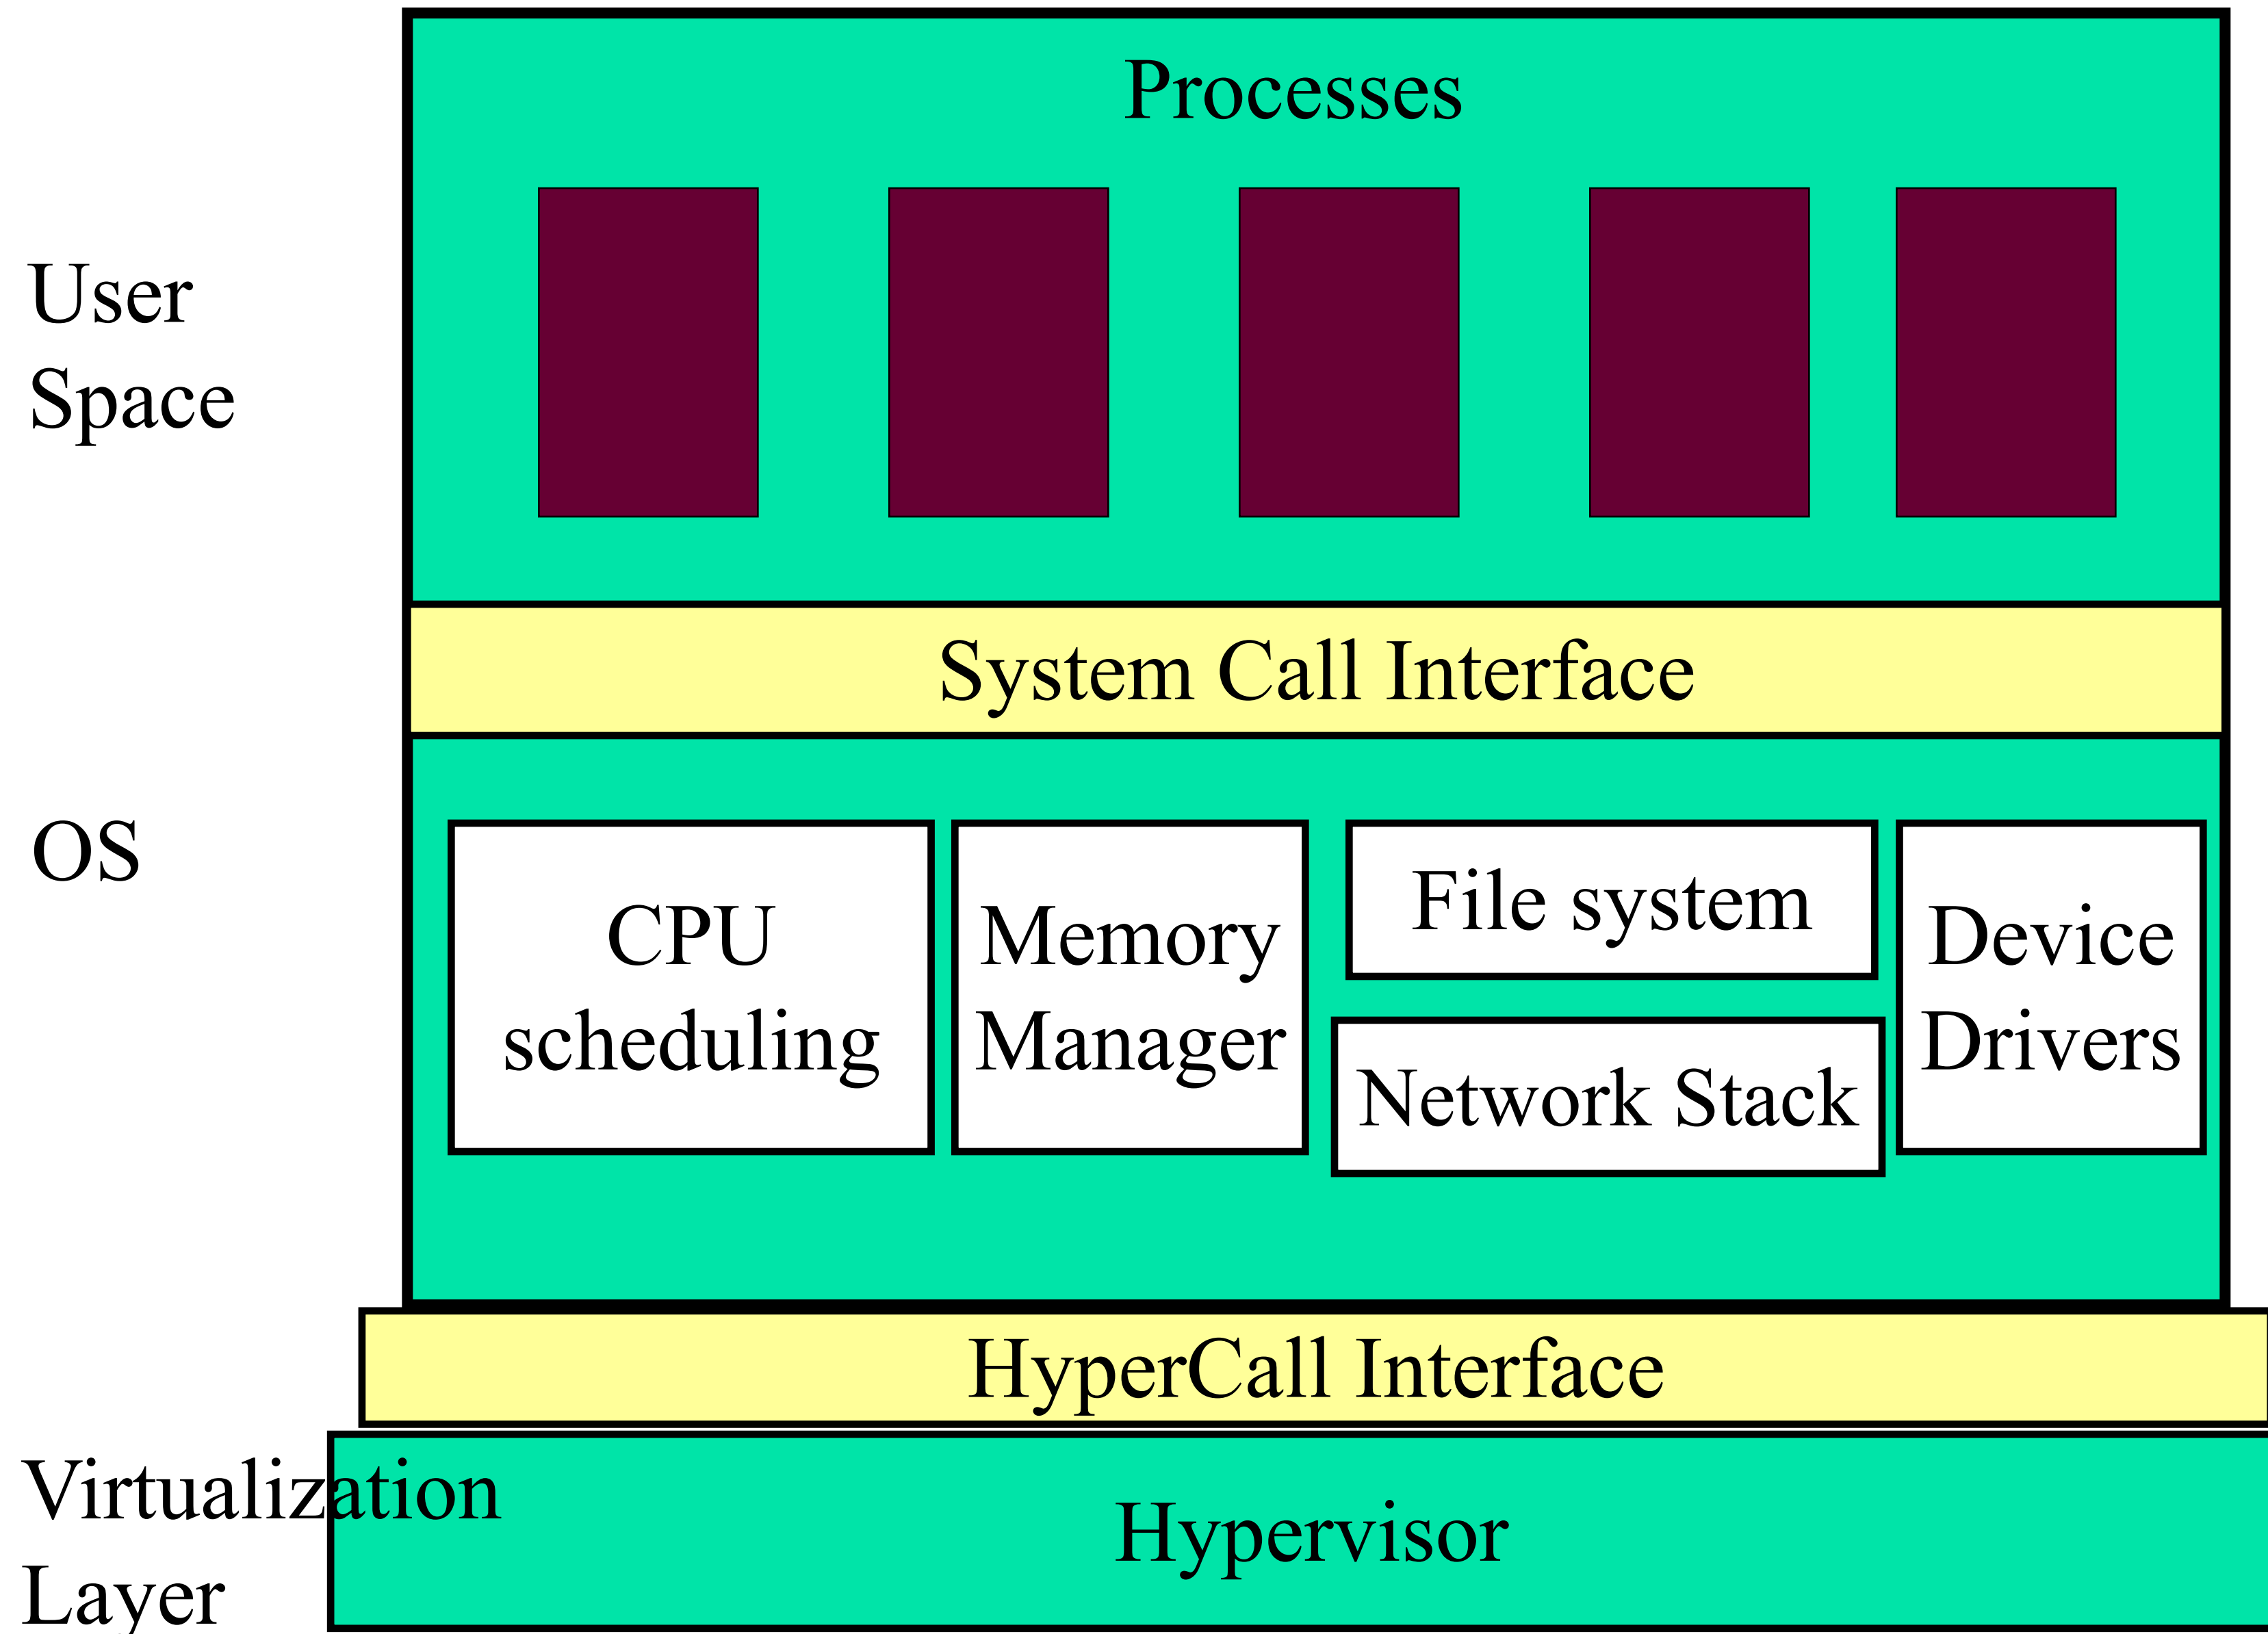 Processes
User
Space
System Call Interface
OS
CPU
scheduling
Memory
Manager
File system
Network Stack
Device
Drivers
HyperCall Interface
Virtualization
Layer
Hypervisor